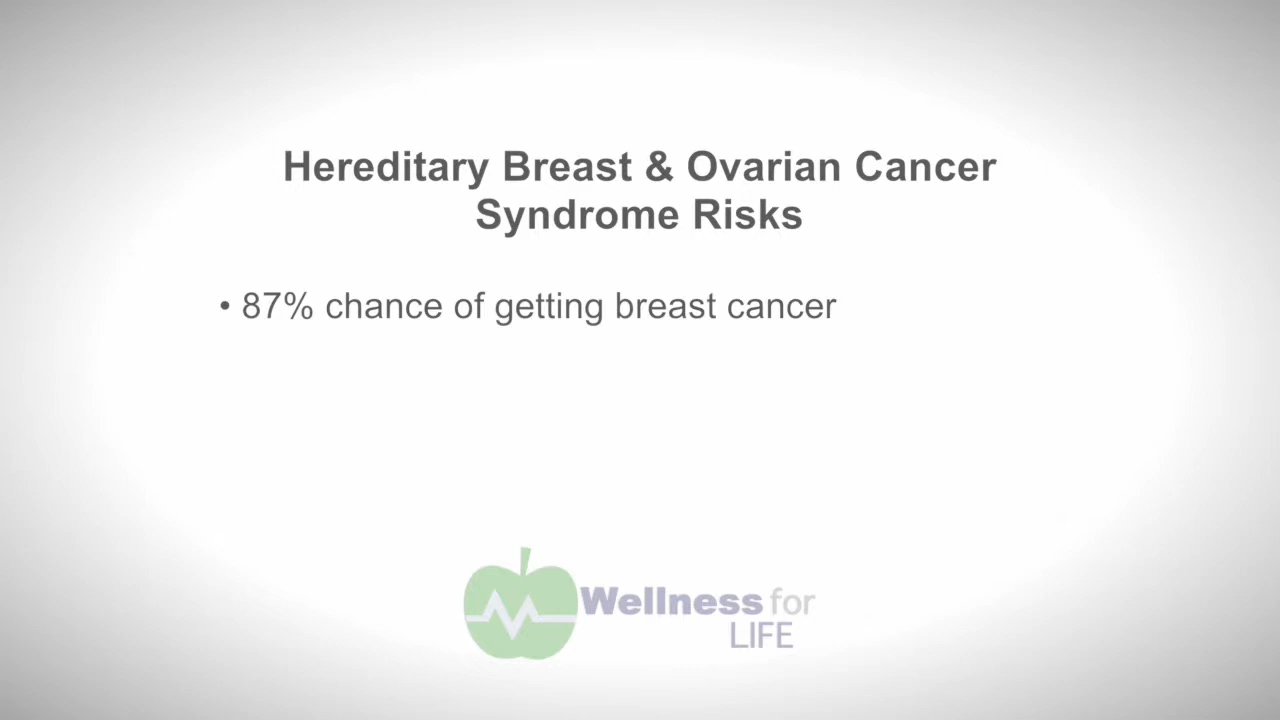 Hereditary Breast & Ovarian Cancer
Syndrome Risks
• 87% chance of getting breast cancer
Wellness for
LIFE